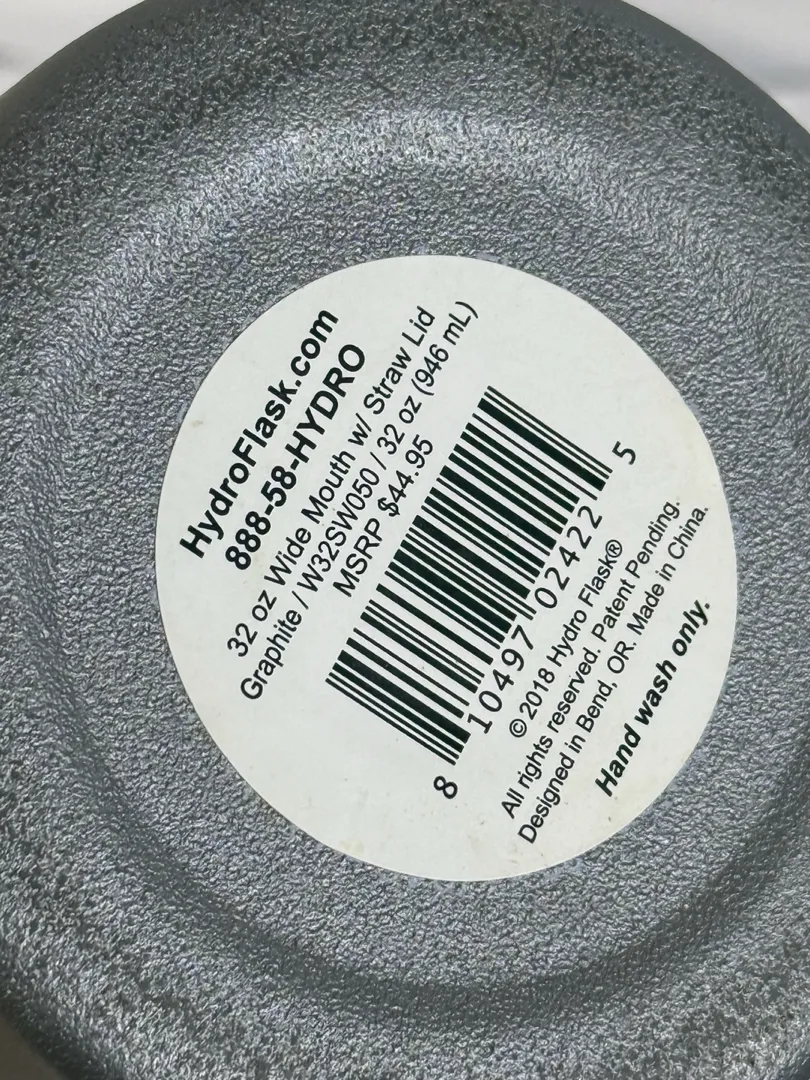 HydroFlask.com
888-58-HYDRO
32 oz Wide Mouth w/ Straw Lid
Graphite / W32SW050 / 32 oz (946 mL)
MSRP $44.95
8 10497 02422 5
© 2018 Hydro Flask®
All rights reserved. Patent Pending.
Designed in Bend, OR. Made in China.
Hand wash only.